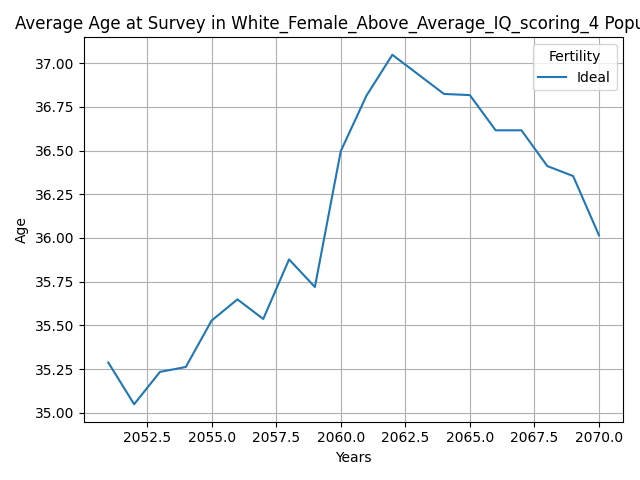 Average Age at Survey in White_Female_Above_Average_IQ_scoring_4 Popu
Fertility
Ideal
37.00
36.75
36.50
36.25
36.00
35.75
35.50
35.25
35.00
Age
2052.5 2055.0 2057.5 2060.0 2062.5 2065.0 2067.5 2070.0
Years